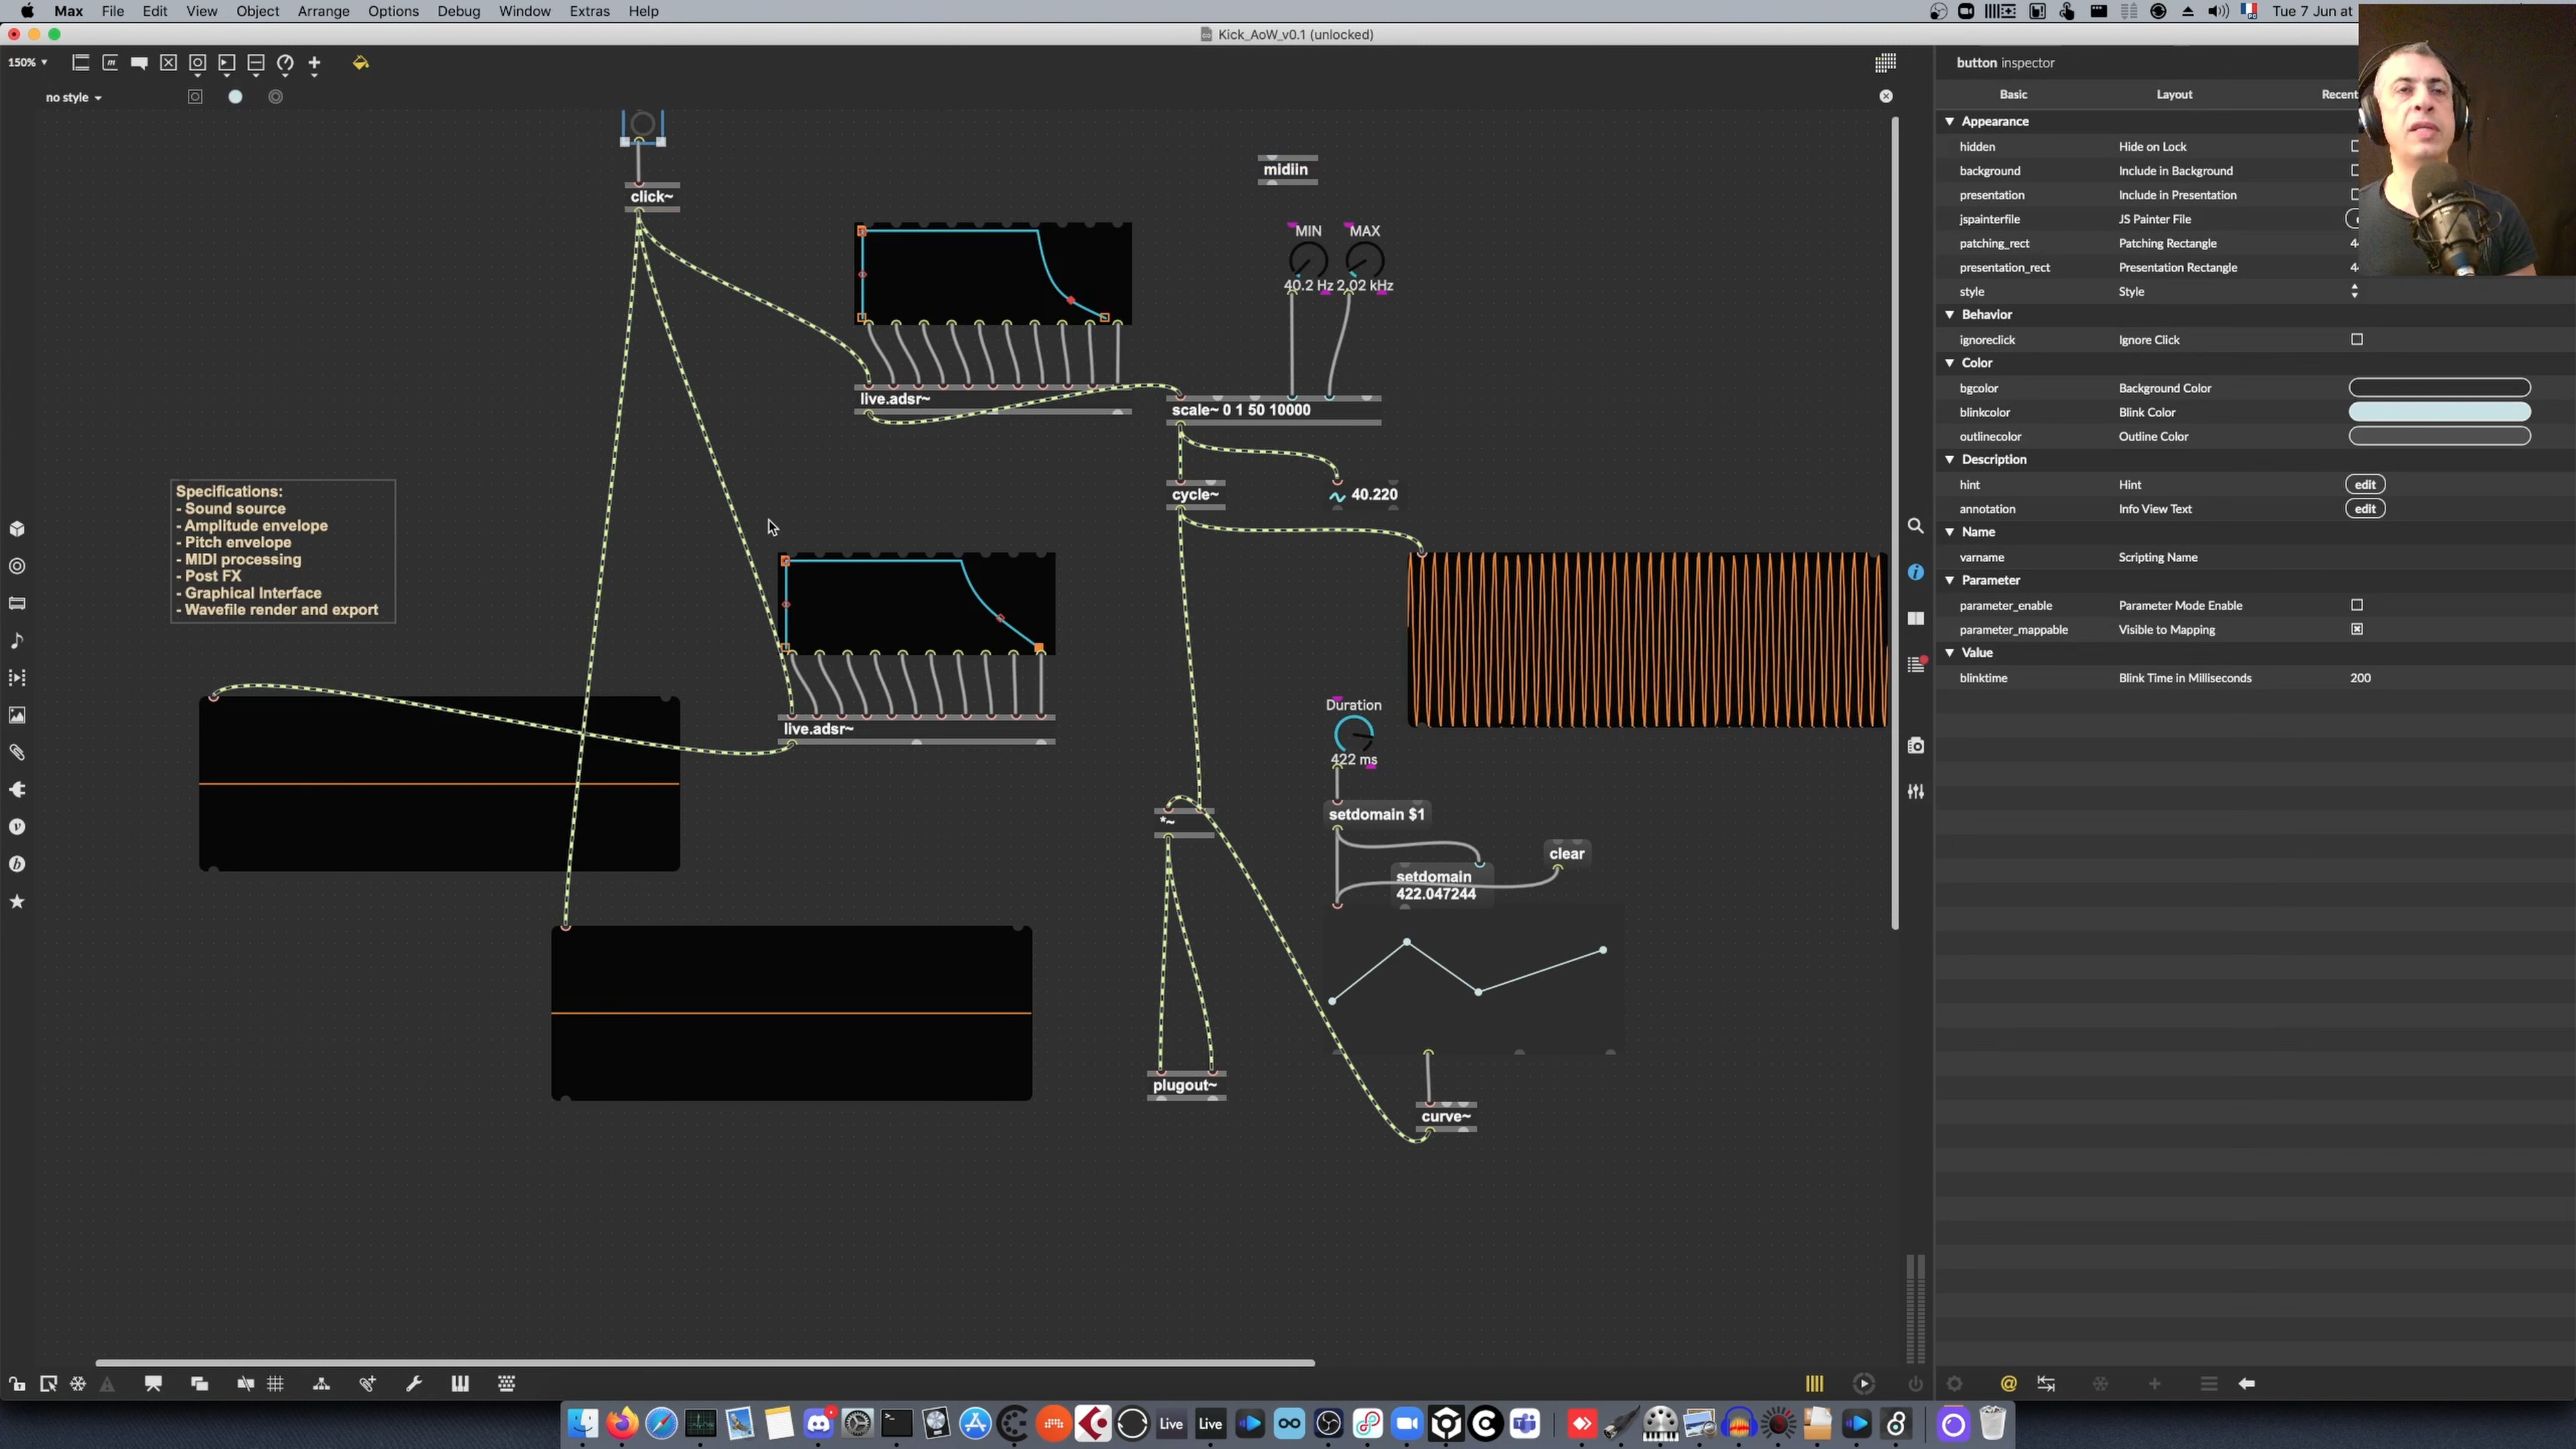 Max File Edit View Object Arrange Options Debug Window Extras Help Tue 7 Jun at
Kick_AoW_v0.1 (unlocked)
150%
no style
click~
midiin
MIN MAX
40.2 Hz 2.02 kHz
live.adsr~
scale~ 0 1 50 10000
cycle~
40.220
Specifications:
- Sound source
- Amplitude envelope
- Pitch envelope
- MIDI processing
- Post FX
- Graphical Interface
- Wavefile render and export
live.adsr~
Duration
422 ms
*~
setdomain $1
clear
setdomain
422.047244
plugout~
curve~
button inspector
Basic Layout Recent
Appearance
hidden Hide on Lock
background Include in Background
presentation Include in Presentation
jspainterfile JS Painter File
patching_rect Patching Rectangle 4
presentation_rect Presentation Rectangle 4
style Style
Behavior
ignoreclick Ignore Click
Color
bgcolor Background Color
blinkcolor Blink Color
outlinecolor Outline Color
Description
hint Hint edit
annotation Info View Text edit
Name
varname Scripting Name
Parameter
parameter_enable Parameter Mode Enable
parameter_mappable Visible to Mapping
Value
blinktime Blink Time in Milliseconds 200
Live Live